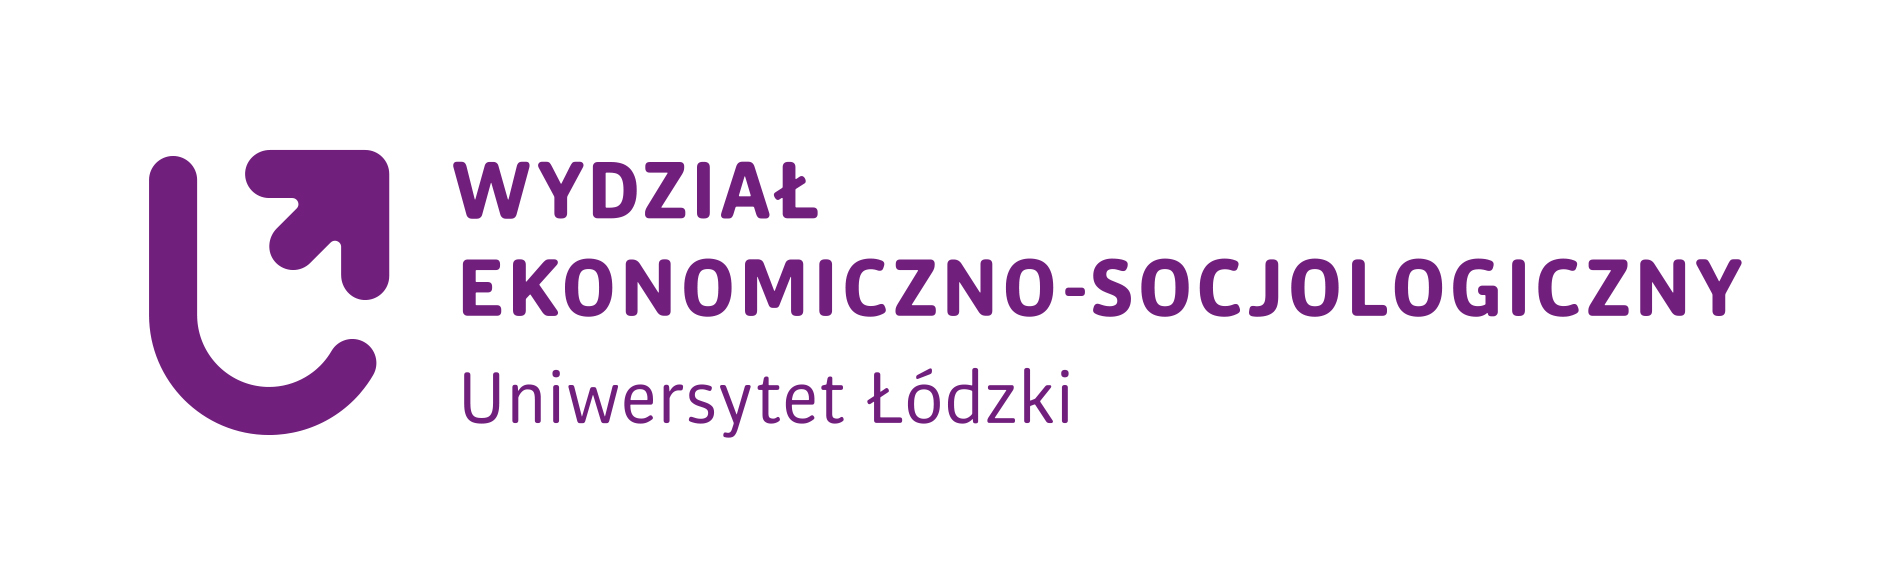 WYDZIAŁ
EKONOMICZNO-SOCJOLOGICZNY
Uniwersytet Łódzki